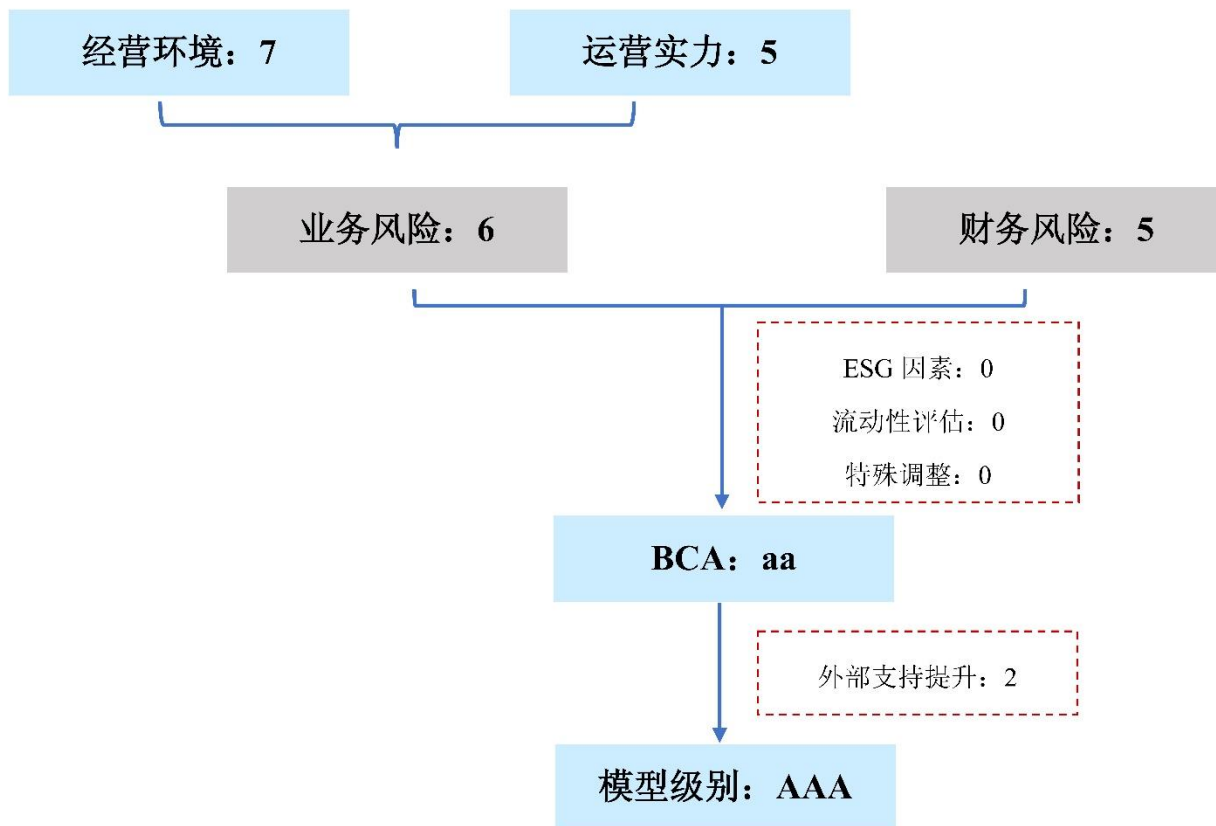 经营环境：7
运营实力：5
业务风险：6
财务风险：5
ESG 因素：0
流动性评估：0
特殊调整：0
BCA：aa
外部支持提升：2
模型级别：AAA